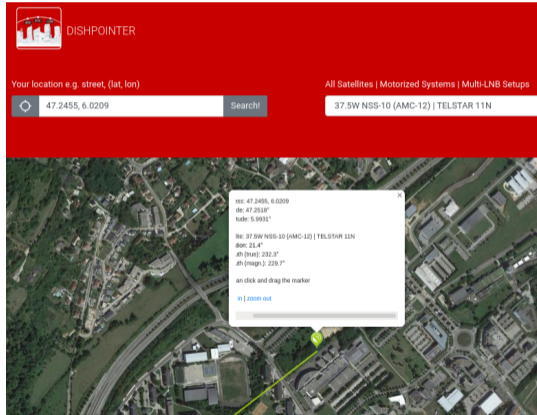 DISHPOINTER
Your location e.g. street, (lat, lon)
47.2455, 6.0209
Search!
All Satellites | Motorized Systems | Multi-LNB Setups
37.5W NSS-10 (AMC-12) | TELSTAR 11N
×
ess: 47.2455, 6.0209
de: 47.2518°
tude: 5.9931°
lite: 37.5W NSS-10 (AMC-12) | TELSTAR 11N
tion: 21.4°
uth (true): 232.3°
uth (magn.): 229.7°
an click and drag the marker
in | zoom out